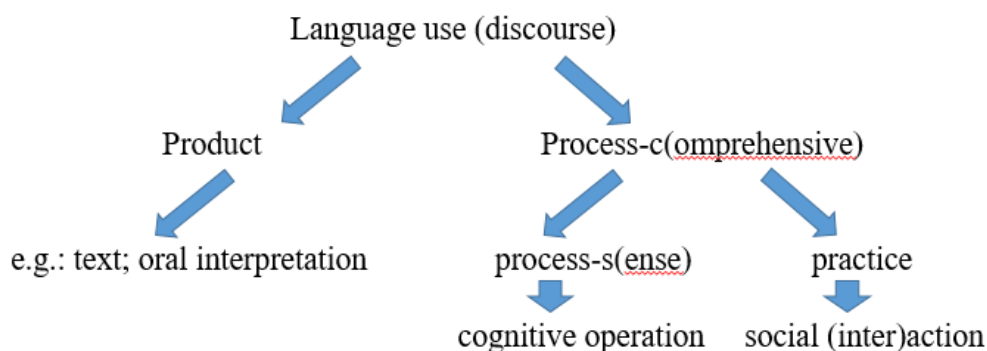 Language use (discourse)
Product
Process-c(omprehensive)
e.g.: text; oral interpretation
process-s(ense)
practice
cognitive operation
social (inter)action